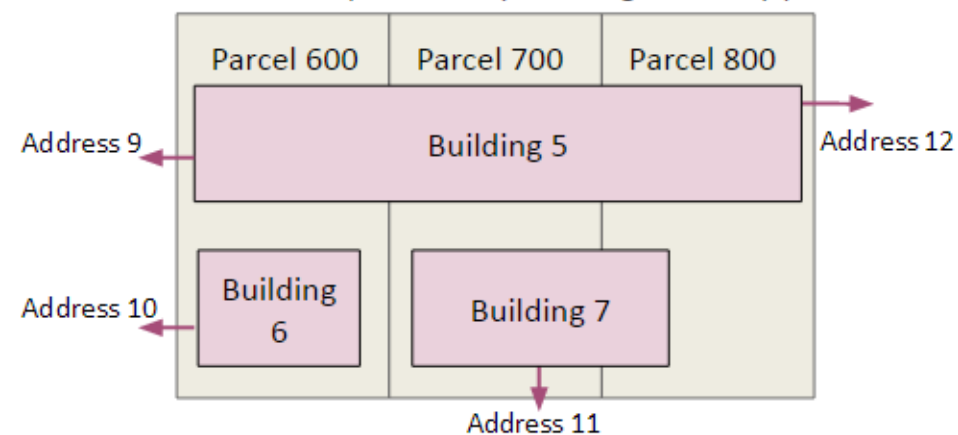 Parcel 600
Parcel 700
Parcel 800
Address 9
Building 5
Address 12
Address 10
Building
6
Building 7
Address 11